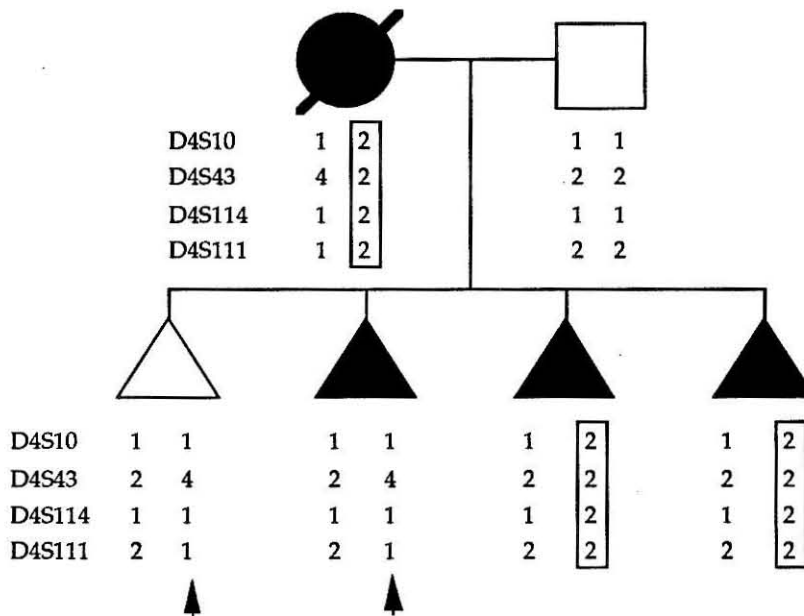 D4S10 1 2 1 1
D4S43 4 2 2 2
D4S114 1 2 1 1
D4S111 1 2 2 2
D4S10 1 1 1 1 1 2 1 2
D4S43 2 4 2 4 2 2 2 2
D4S114 1 1 1 1 1 2 1 2
D4S111 2 1 2 1 2 2 2 2